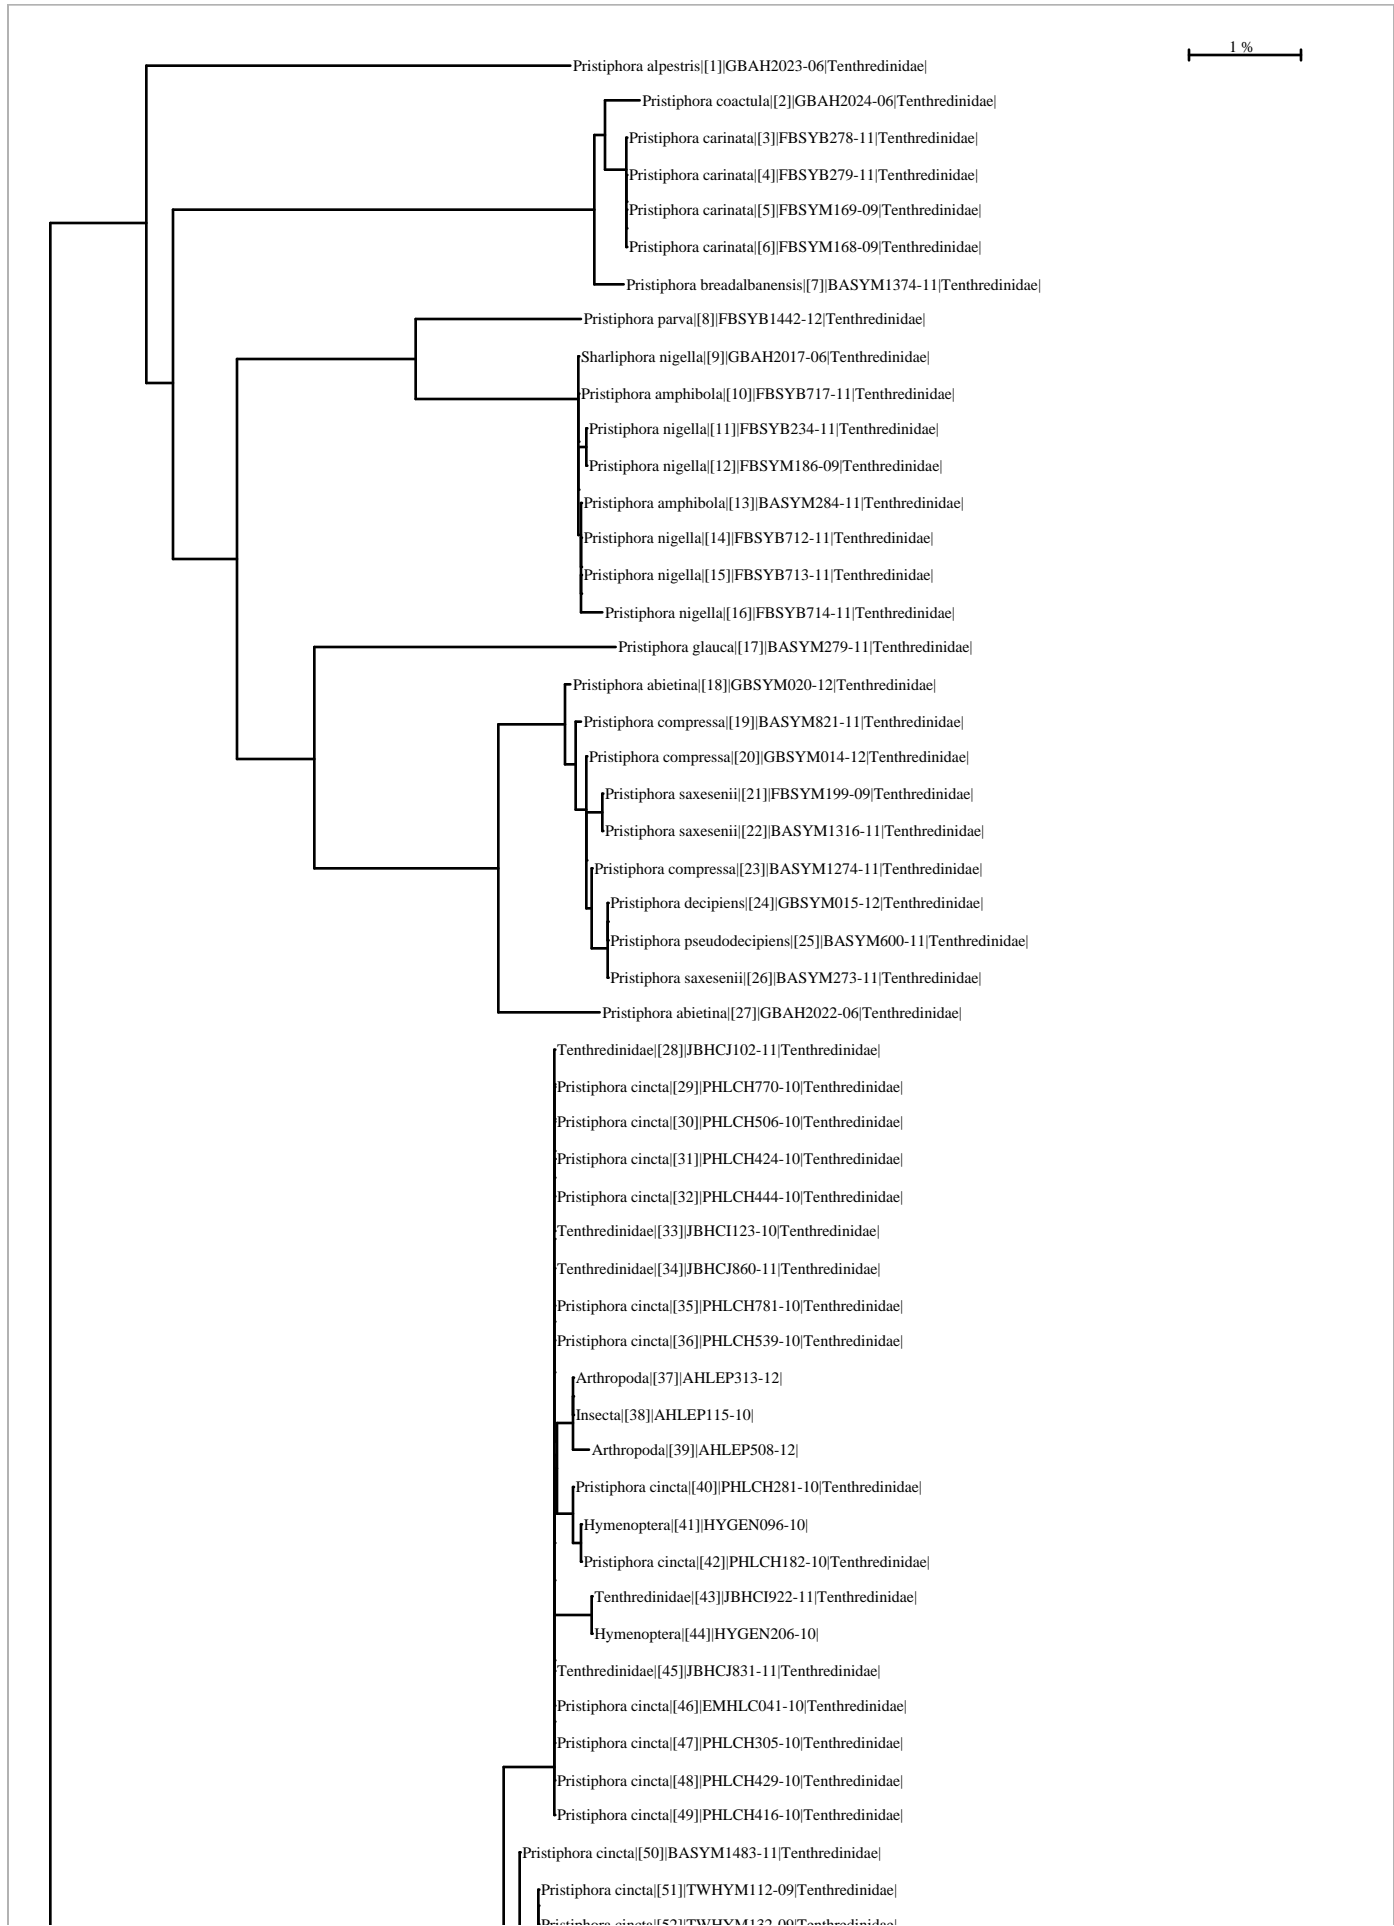 1 %
Pristiphora alpestris|[1]|GBAH2023-06|Tenthredinidae|
Pristiphora coactula|[2]|GBAH2024-06|Tenthredinidae|
Pristiphora carinata|[3]|FBSYB278-11|Tenthredinidae|
Pristiphora carinata|[4]|FBSYB279-11|Tenthredinidae|
Pristiphora carinata|[5]|FBSYM169-09|Tenthredinidae|
Pristiphora carinata|[6]|FBSYM168-09|Tenthredinidae|
Pristiphora breadalbanensis|[7]|BASYM1374-11|Tenthredinidae|
Pristiphora parva|[8]|FBSYB1442-12|Tenthredinidae|
Sharliphora nigella|[9]|GBAH2017-06|Tenthredinidae|
Pristiphora amphibola|[10]|FBSYB717-11|Tenthredinidae|
Pristiphora nigella|[11]|FBSYB234-11|Tenthredinidae|
Pristiphora nigella|[12]|FBSYM186-09|Tenthredinidae|
Pristiphora amphibola|[13]|BASYM284-11|Tenthredinidae|
Pristiphora nigella|[14]|FBSYB712-11|Tenthredinidae|
Pristiphora nigella|[15]|FBSYB713-11|Tenthredinidae|
Pristiphora nigella|[16]|FBSYB714-11|Tenthredinidae|
Pristiphora glauca|[17]|BASYM279-11|Tenthredinidae|
Pristiphora abietina|[18]|GBSYM020-12|Tenthredinidae|
Pristiphora compressa|[19]|BASYM821-11|Tenthredinidae|
Pristiphora compressa|[20]|GBSYM014-12|Tenthredinidae|
Pristiphora saxesenii|[21]|FBSYM199-09|Tenthredinidae|
Pristiphora saxesenii|[22]|BASYM1316-11|Tenthredinidae|
Pristiphora compressa|[23]|BASYM1274-11|Tenthredinidae|
Pristiphora decipiens|[24]|GBSYM015-12|Tenthredinidae|
Pristiphora pseudodecipiens|[25]|BASYM600-11|Tenthredinidae|
Pristiphora saxesenii|[26]|BASYM273-11|Tenthredinidae|
Pristiphora abietina|[27]|GBAH2022-06|Tenthredinidae|
Tenthredinidae|[28]|JBHCJ102-11|Tenthredinidae|
Pristiphora cincta|[29]|PHLCH770-10|Tenthredinidae|
Pristiphora cincta|[30]|PHLCH506-10|Tenthredinidae|
Pristiphora cincta|[31]|PHLCH424-10|Tenthredinidae|
Pristiphora cincta|[32]|PHLCH444-10|Tenthredinidae|
Tenthredinidae|[33]|JBHCI123-10|Tenthredinidae|
Tenthredinidae|[34]|JBHCJ860-11|Tenthredinidae|
Pristiphora cincta|[35]|PHLCH781-10|Tenthredinidae|
Pristiphora cincta|[36]|PHLCH539-10|Tenthredinidae|
Arthropoda|[37]|AHLEP313-12|
Insecta|[38]|AHLEP115-10|
Arthropoda|[39]|AHLEP508-12|
Pristiphora cincta|[40]|PHLCH281-10|Tenthredinidae|
Hymenoptera|[41]|HYGEN096-10|
Pristiphora cincta|[42]|PHLCH182-10|Tenthredinidae|
Tenthredinidae|[43]|JBHCI922-11|Tenthredinidae|
Hymenoptera|[44]|HYGEN206-10|
Tenthredinidae|[45]|JBHCJ831-11|Tenthredinidae|
Pristiphora cincta|[46]|EMHLC041-10|Tenthredinidae|
Pristiphora cincta|[47]|PHLCH305-10|Tenthredinidae|
Pristiphora cincta|[48]|PHLCH429-10|Tenthredinidae|
Pristiphora cincta|[49]|PHLCH416-10|Tenthredinidae|
Pristiphora cincta|[50]|BASYM1483-11|Tenthredinidae|
Pristiphora cincta|[51]|TWHYM112-09|Tenthredinidae|
Pristiphora cincta|[52]|TWHYM132-09|Tenthredinidae|